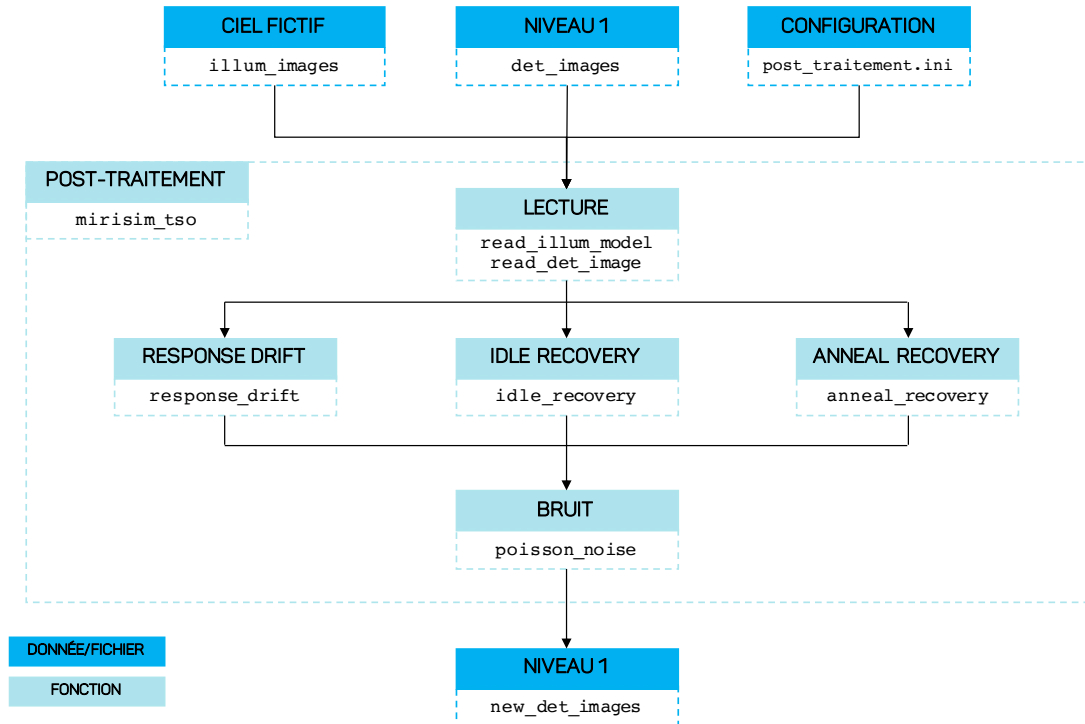 CIEL FICTIF
illum_images
NIVEAU 1
det_images
CONFIGURATION
post_traitement.ini
POST-TRAITEMENT
mirisim_tso
LECTURE
read_illum_model
read_det_image
RESPONSE DRIFT
response_drift
IDLE RECOVERY
idle_recovery
ANNEAL RECOVERY
anneal_recovery
BRUIT
poisson_noise
DONNÉE/FICHIER
FONCTION
NIVEAU 1
new_det_images